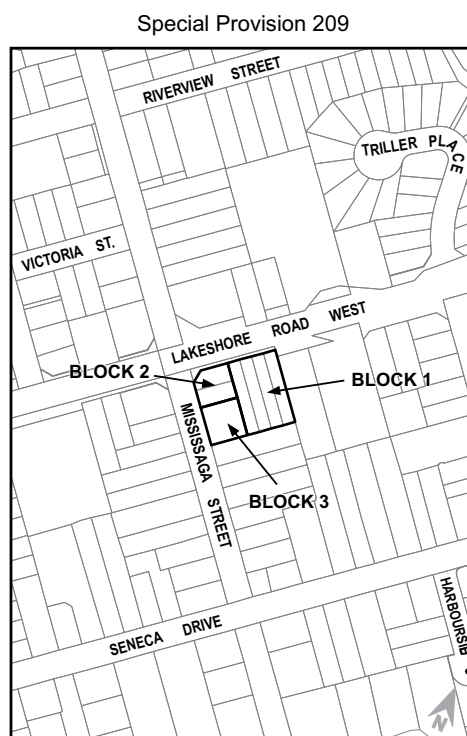 Special Provision 209
RIVERVIEW STREET
TRILLER PLACE
VICTORIA ST.
LAKESHORE ROAD WEST
BLOCK 2
BLOCK 1
MISSISSAGA STREET
BLOCK 3
SENECA DRIVE
HARBOURSI
N